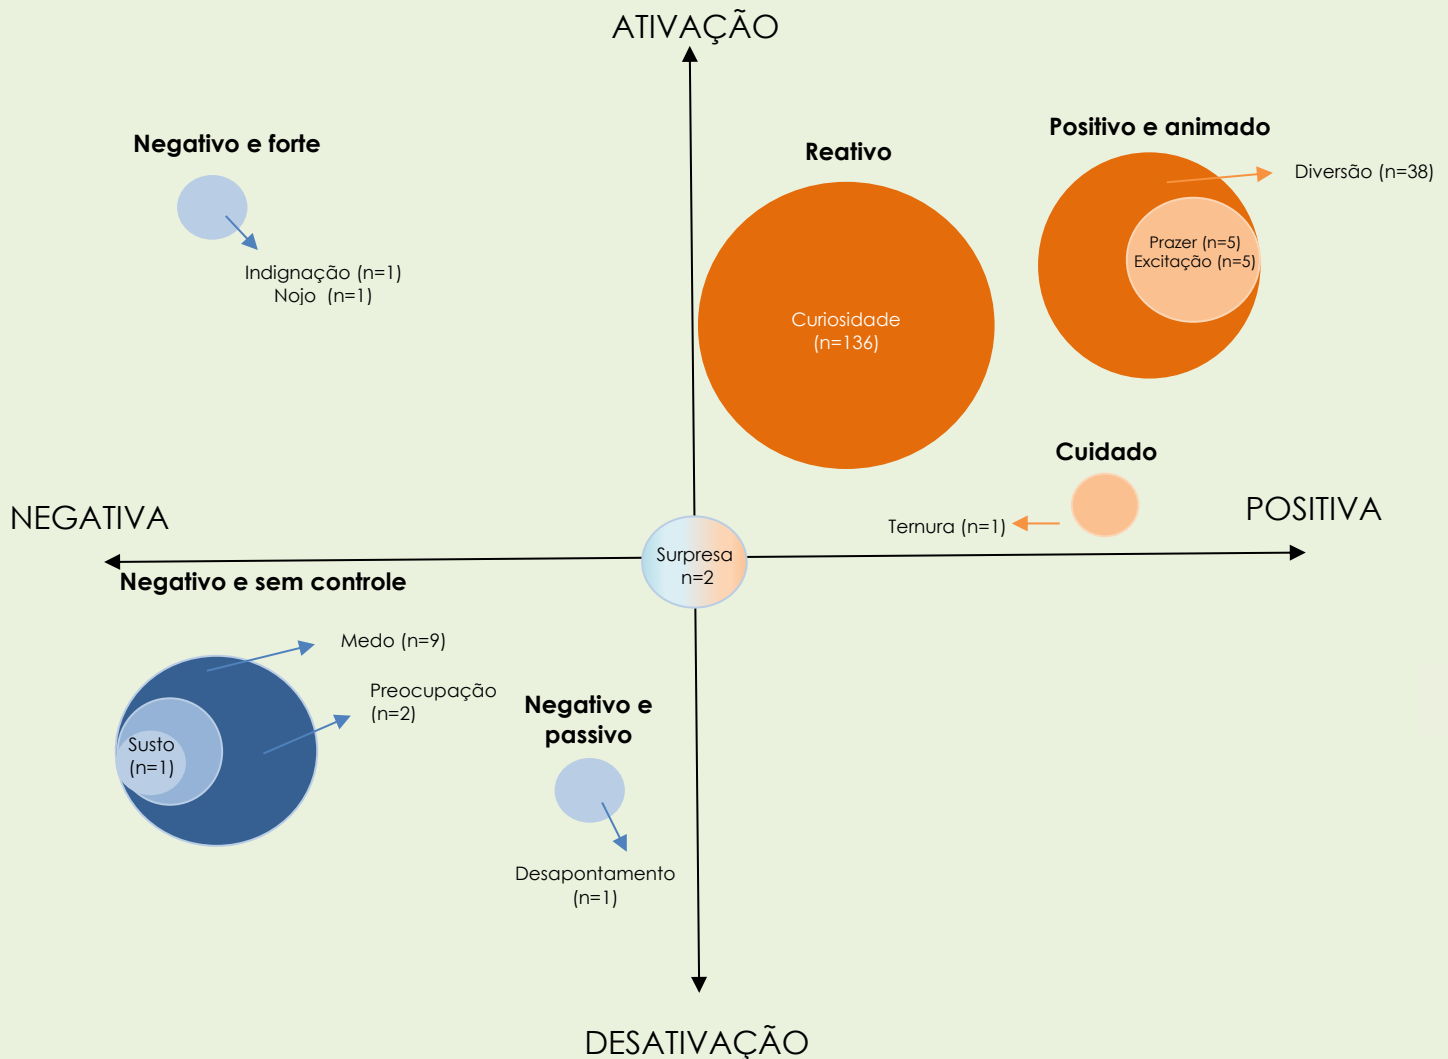 ATIVAÇÃO
Negativo e forte
Indignação (n=1)
Nojo (n=1)
Reativo
Curiosidade
(n=136)
Positivo e animado
Diversão (n=38)
Prazer (n=5)
Excitação (n=5)
Cuidado
Ternura (n=1)
NEGATIVA
POSITIVA
Surpresa
n=2
Negativo e sem controle
Medo (n=9)
Preocupação
(n=2)
Susto
(n=1)
Negativo e
passivo
Desapontamento
(n=1)
DESATIVAÇÃO